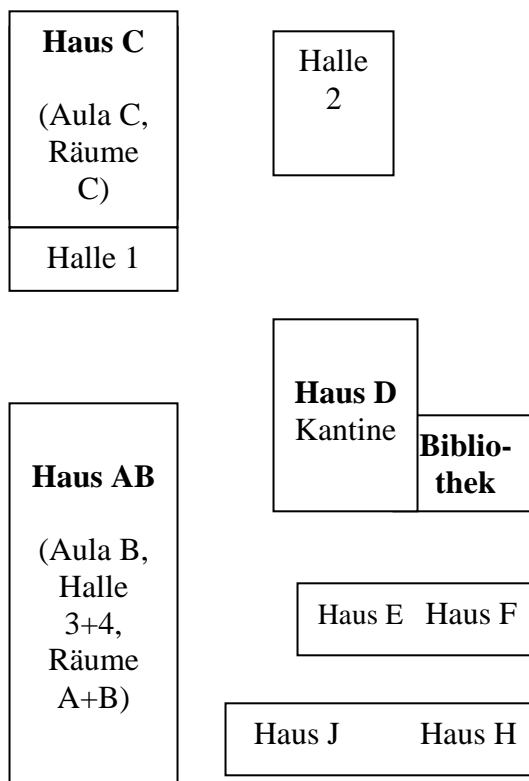 Haus C
(Aula C,
Räume
C)
Halle 1
Halle
2
Haus D
Kantine
Biblio-
thek
Haus AB
(Aula B,
Halle
3+4,
Räume
A+B)
Haus E Haus F
Haus J Haus H